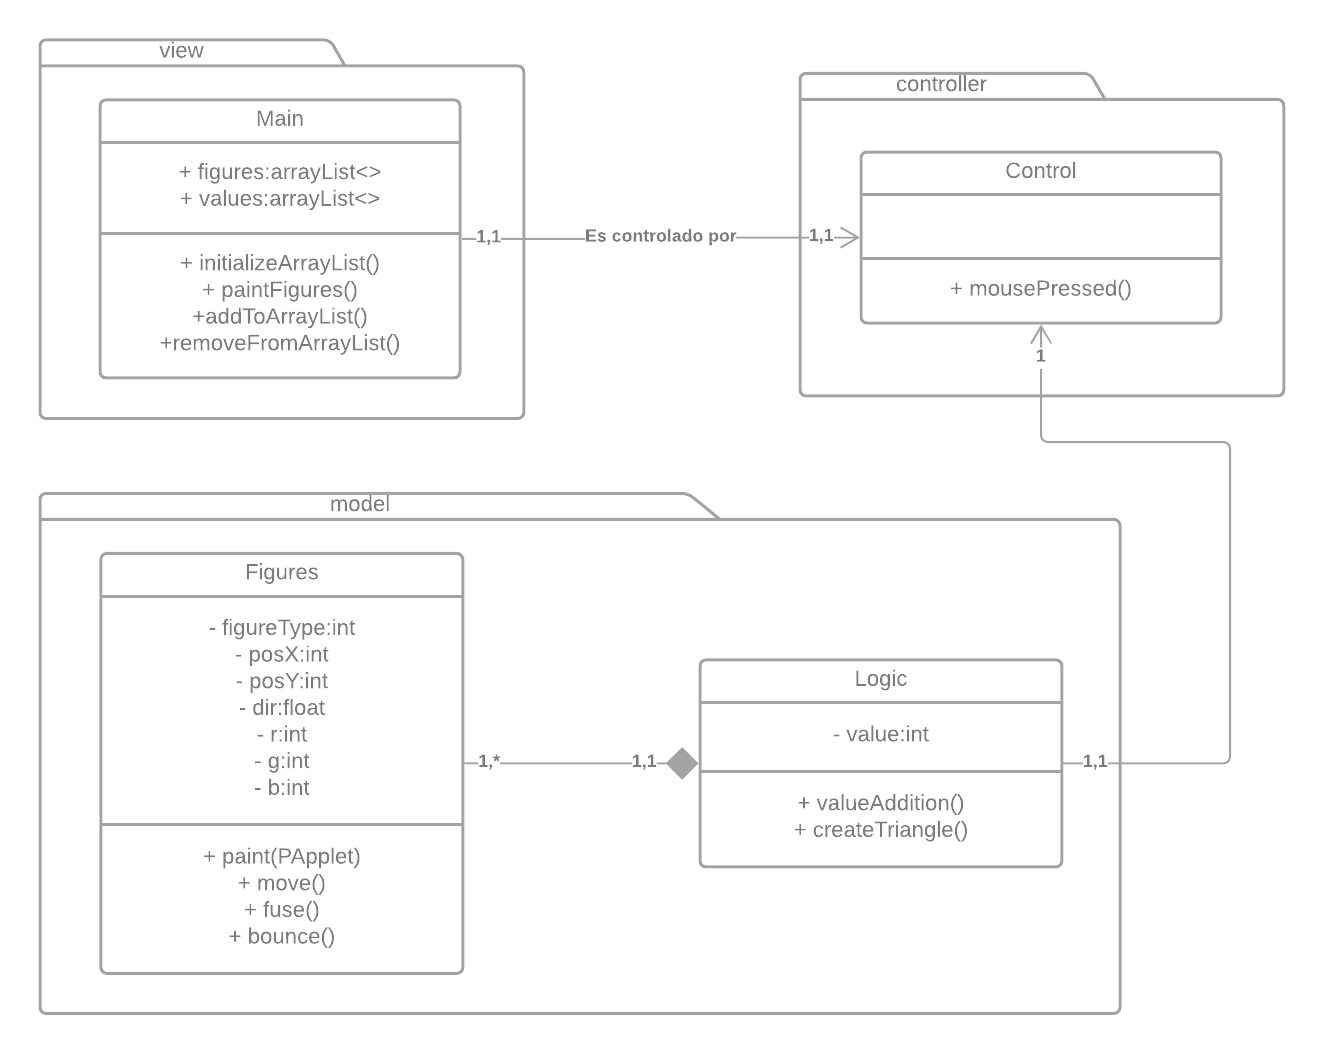 view
Main
+ figures:arrayList<>
+ values:arrayList<>
+ initializeArrayList()
+ paintFigures()
+addToArrayList()
+removeFromArrayList()
1,1
Es controlado por
1,1
controller
Control
+ mousePressed()
1
model
Figures
- figureType:int
- posX:int
- posY:int
- dir:float
- r:int
- g:int
- b:int
+ paint(PApplet)
+ move()
+ fuse()
+ bounce()
1,*
1,1
Logic
- value:int
+ valueAddition()
+ createTriangle()
1,1